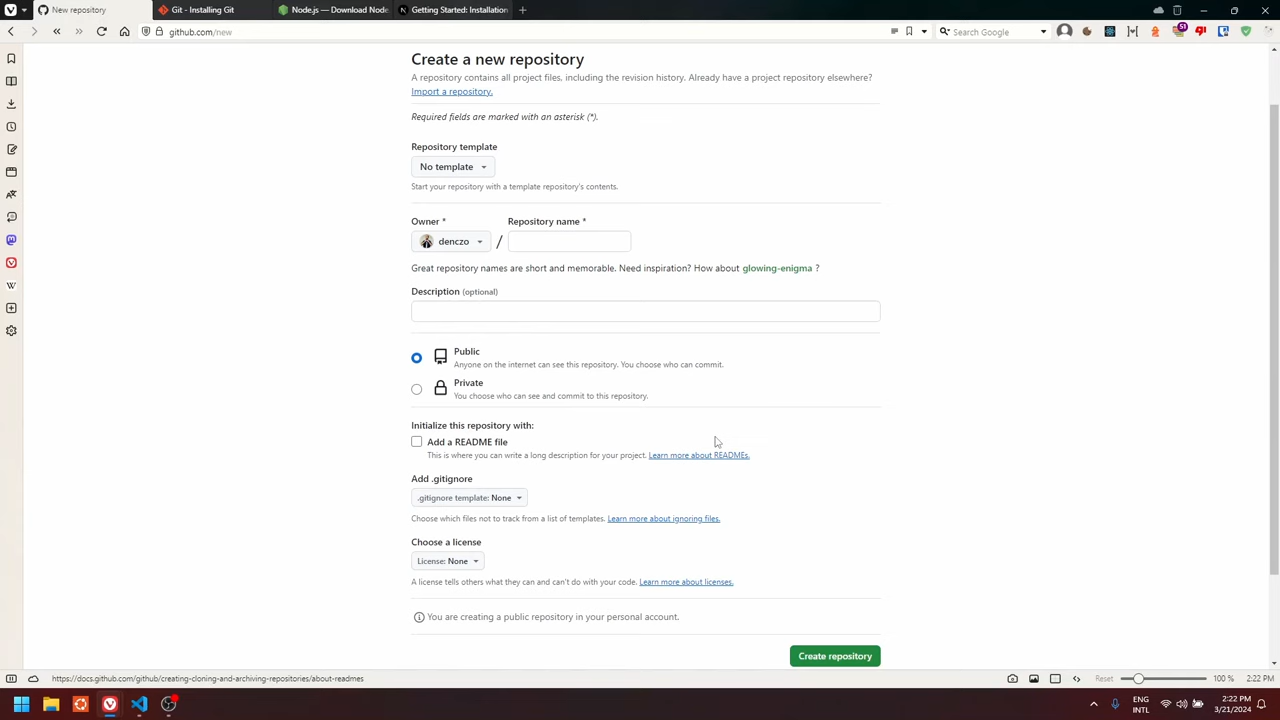 New repository
Git - Installing Git
Node.js — Download Node.
Getting Started: Installation
github.com/new
Search Google
51
Create a new repository
A repository contains all project files, including the revision history. Already have a project repository elsewhere?
Import a repository.
Required fields are marked with an asterisk (*).
Repository template
No template
Start your repository with a template repository's contents.
Owner *
Repository name *
denczo
/
Great repository names are short and memorable. Need inspiration? How about glowing-enigma ?
Description (optional)
Public
Anyone on the internet can see this repository. You choose who can commit.
Private
You choose who can see and commit to this repository.
Initialize this repository with:
Add a README file
This is where you can write a long description for your project. Learn more about READMEs.
Add .gitignore
.gitignore template: None
Choose which files not to track from a list of templates. Learn more about ignoring files.
Choose a license
License: None
A license tells others what they can and can't do with your code. Learn more about licenses.
You are creating a public repository in your personal account.
Create repository
https://docs.github.com/github/creating-cloning-and-archiving-repositories/about-readmes
Reset
100 %
2:22 PM
ENG
INTL
2:22 PM
3/21/2024